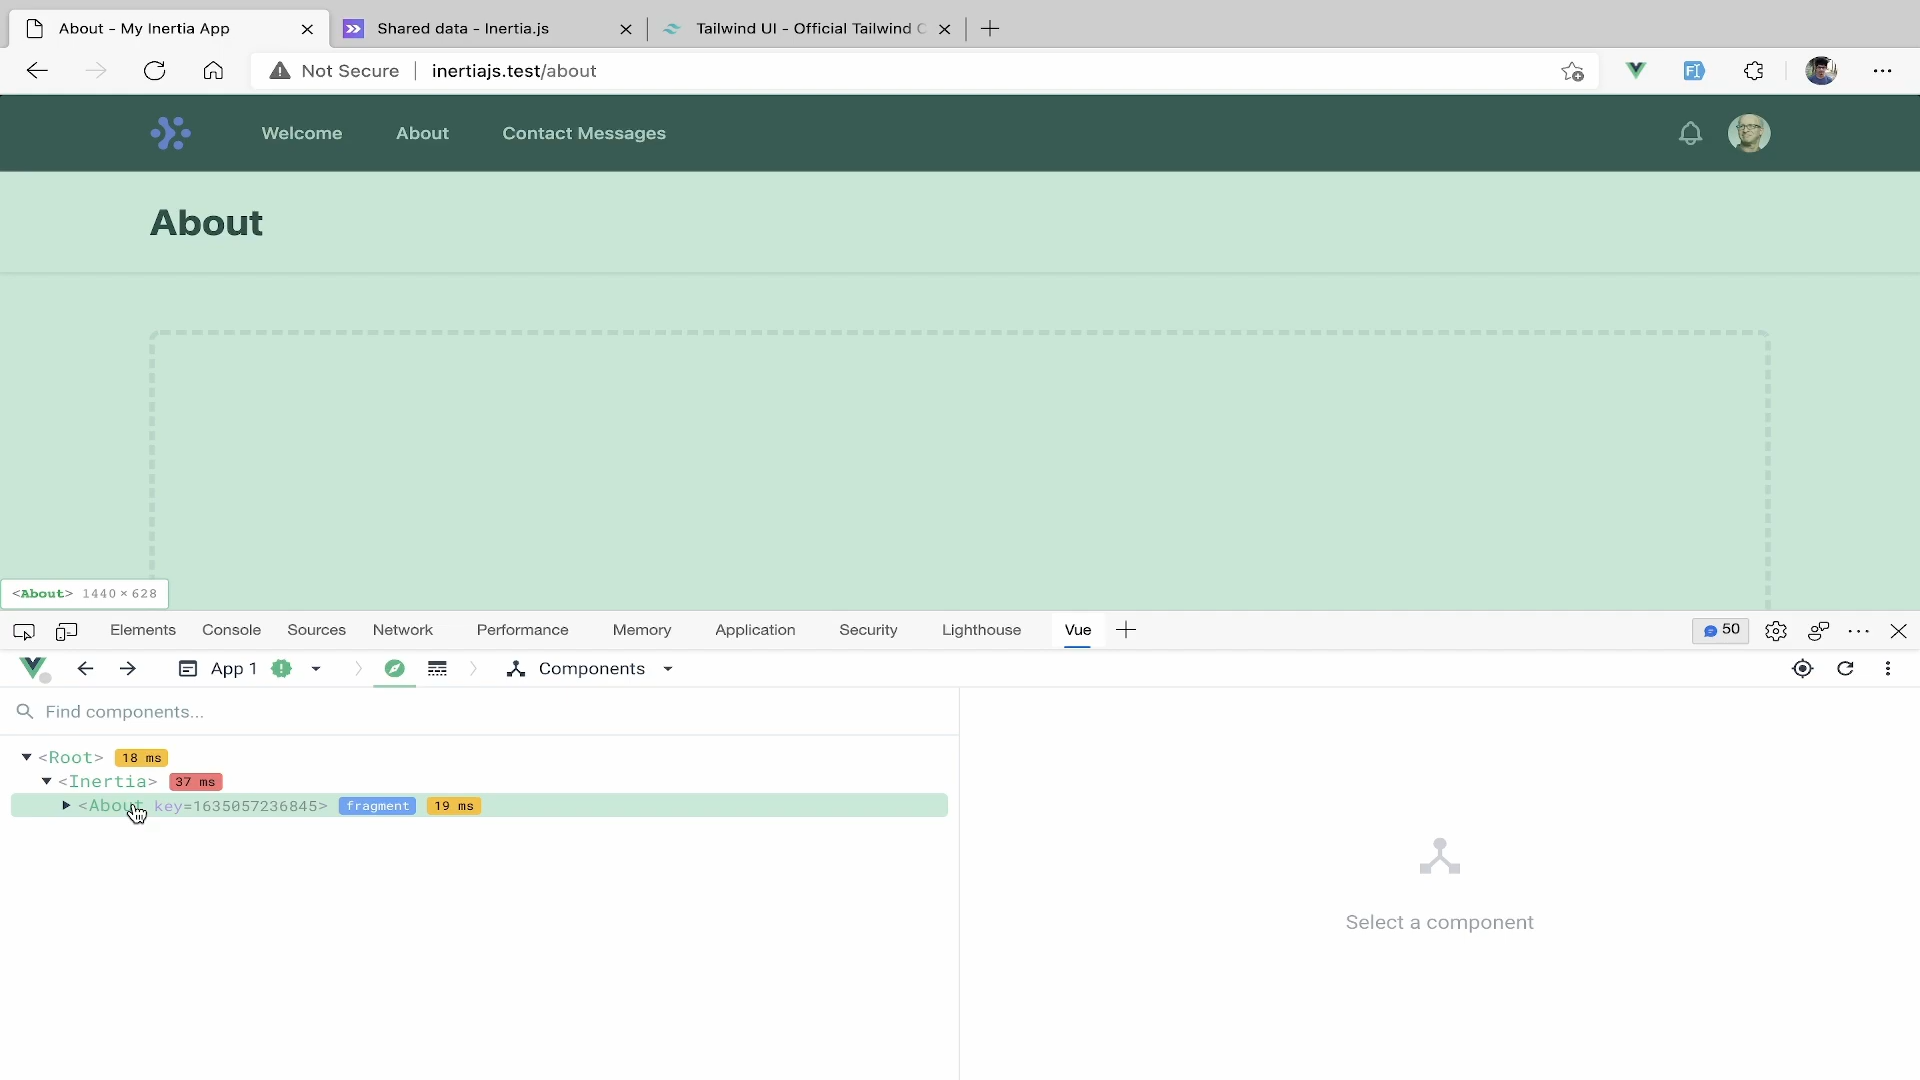 About - My Inertia App
Shared data - Inertia.js
Tailwind UI - Official Tailwind C
Not Secure
inertiajs.test/about
Welcome
About
Contact Messages
About
<About> 1440 × 628
Elements
Console
Sources
Network
Performance
Memory
Application
Security
Lighthouse
Vue
50
App 1
Components
Find components...
<Root> 18 ms
<Inertia> 37 ms
<About key=1635057236845> fragment 19 ms
Select a component